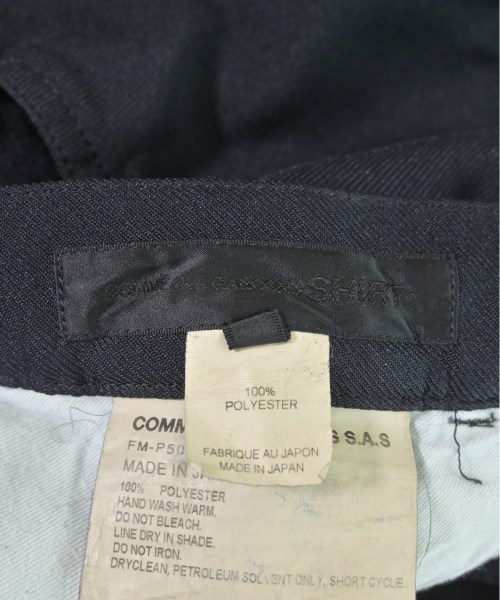 COMME des GARÇONS SHIRT
100%
POLYESTER
FABRIQUE AU JAPON
MADE IN JAPAN
COMM S S.A.S
FM-P50
MADE IN JA
100% POLYESTER
HAND WASH WARM.
DO NOT BLEACH.
LINE DRY IN SHADE.
DO NOT IRON.
DRYCLEAN, PETROLEUM SOLVENT ONLY, SHORT CYCLE